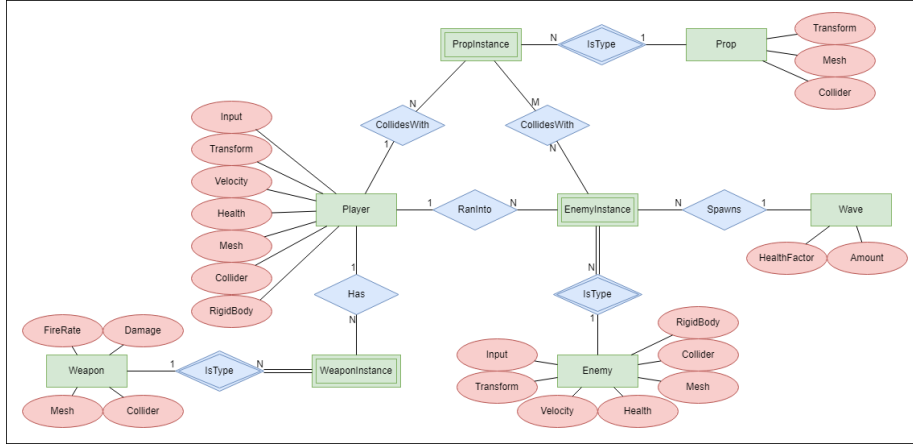 PropInstance N IsType 1 Prop
Transform
Mesh
Collider
N M
CollidesWith CollidesWith
1 N
Input
Transform
Velocity
Health
Mesh
Collider
RigidBody
Player 1 RanInto N EnemyInstance N Spawns 1 Wave
HealthFactor Amount
1
Has
N
N
IsType
1
FireRate Damage
Weapon 1 IsType N WeaponInstance
Mesh Collider
RigidBody
Input Collider
Enemy
Transform Mesh
Velocity Health